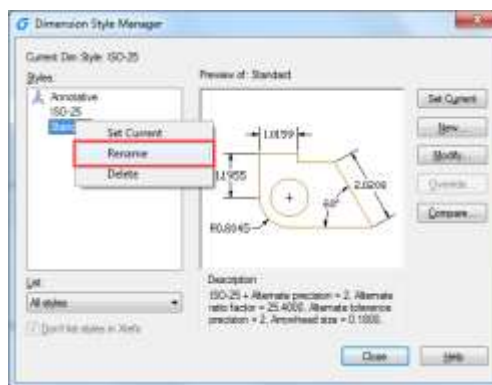 Dimension Style Manager
Current Dim Style: ISO-25
Styles:
Annotative
ISO-25
Set Current
Rename
Delete
List:
All styles
Don't list styles in Xrefs
Preview of: Standard
1.0159
1.1955
2.0208
60°
R0.8045
Description
ISO-25 + Alternate precision = 2, Alternate
ratio factor = 25.4000, Alternate tolerance
precision = 2, Arrowhead size = 0.1800,
Set Current
New...
Modify...
Override...
Compare...
Close
Help